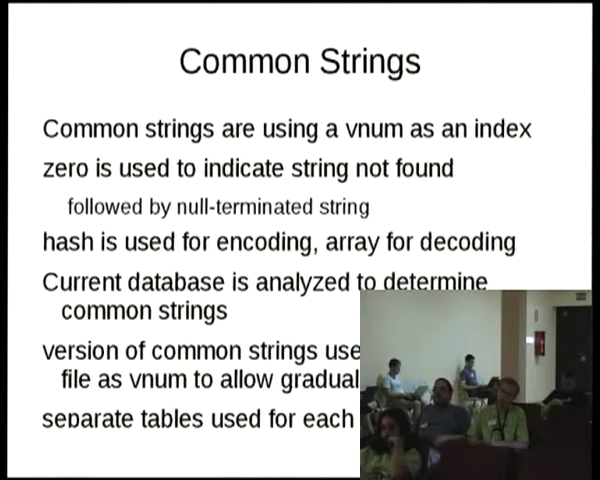 Common Strings
Common strings are using a vnum as an index
zero is used to indicate string not found
followed by null-terminated string
hash is used for encoding, array for decoding
Current database is analyzed to determine
common strings
version of common strings use
file as vnum to allow gradual
separate tables used for each